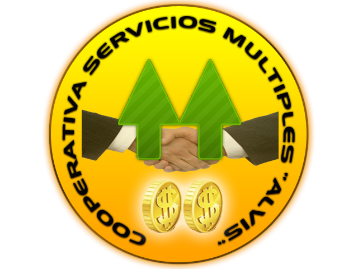 COOPERATIVA SERVICIOS MULTIPLES "ALVIS"
$ $